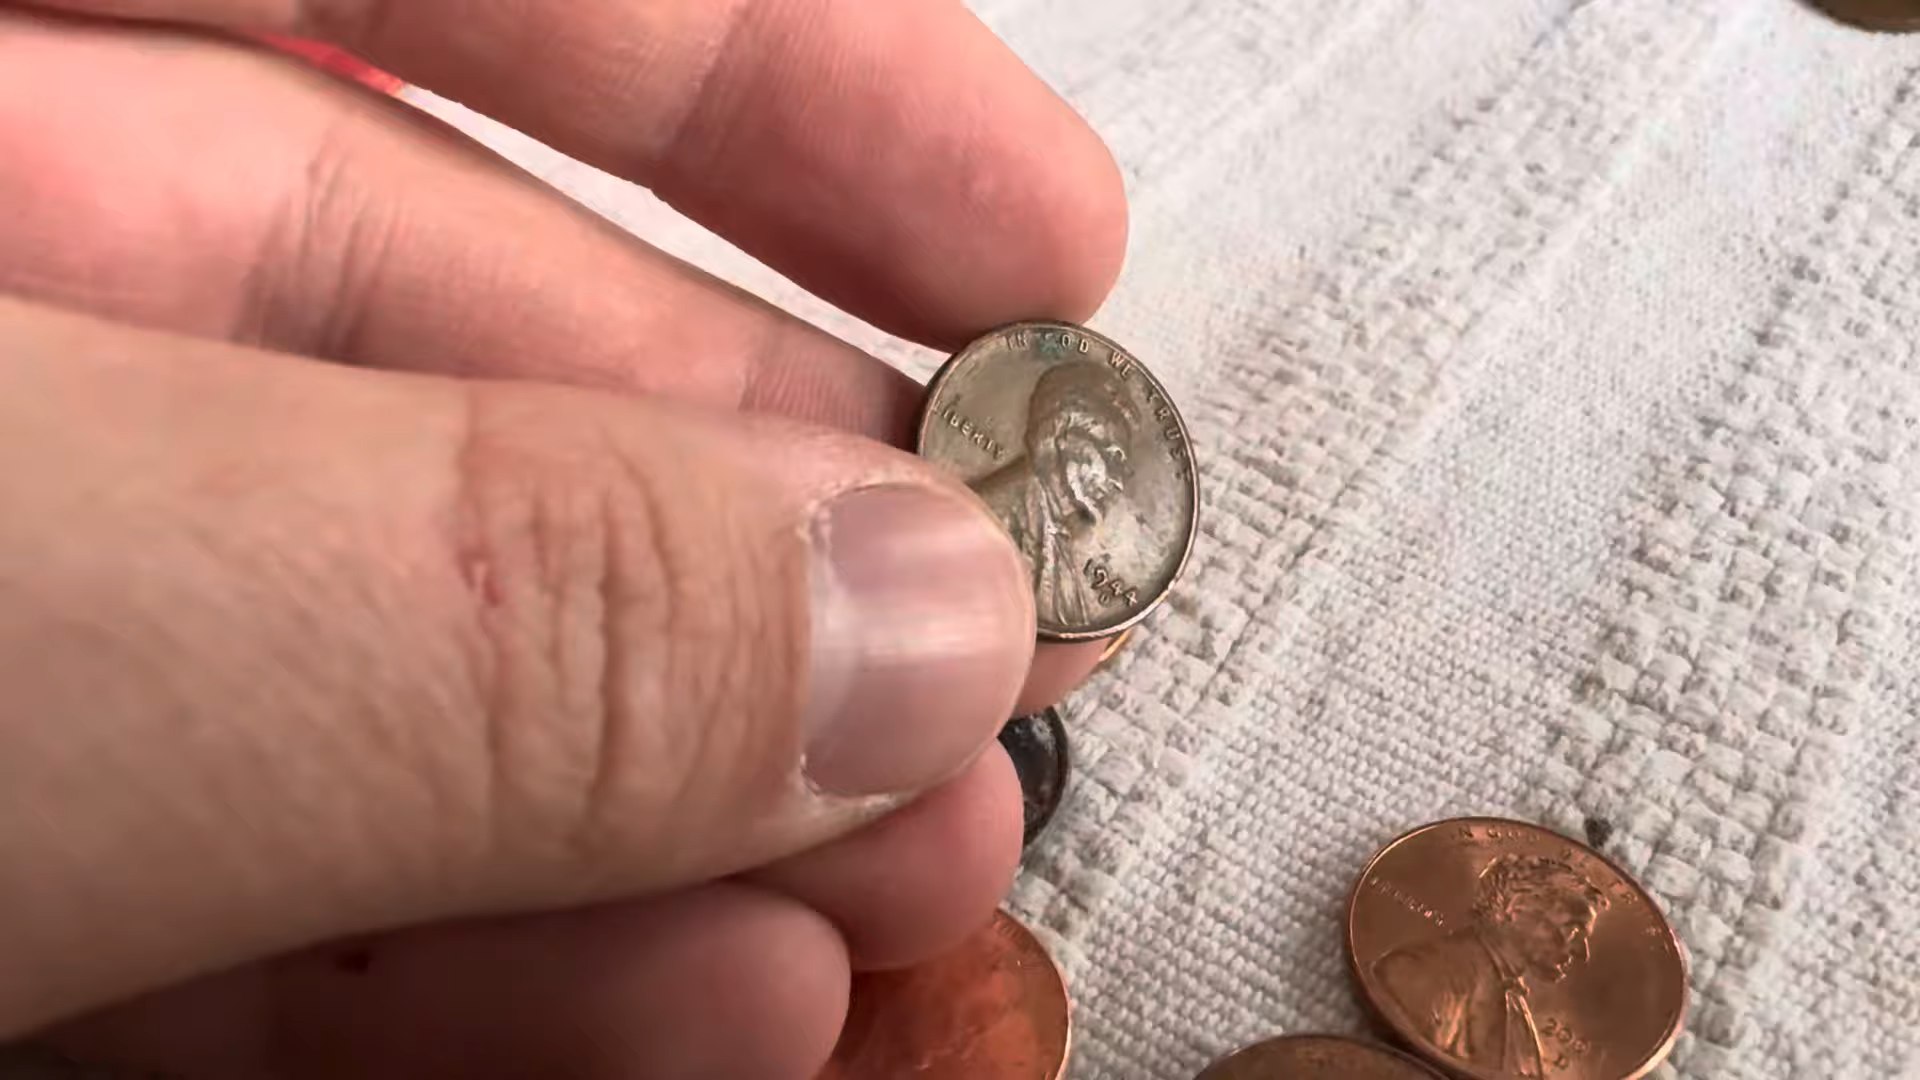 IN GOD WE TRUST
LIBERTY
1944
D
LIBERTY
D